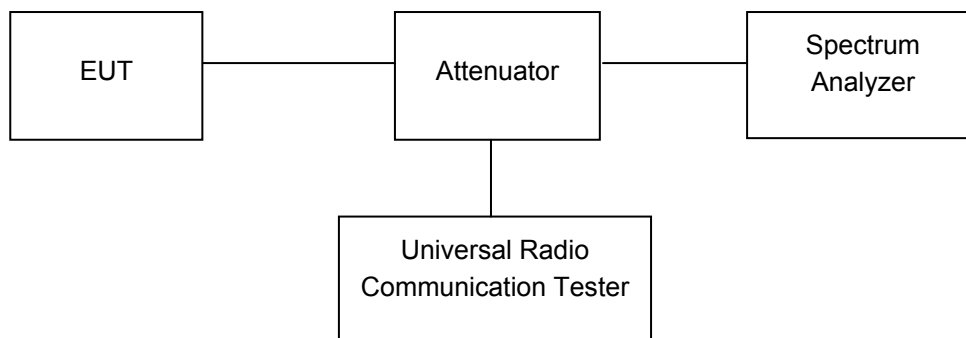 EUT
Attenuator
Spectrum
Analyzer
Universal Radio
Communication Tester